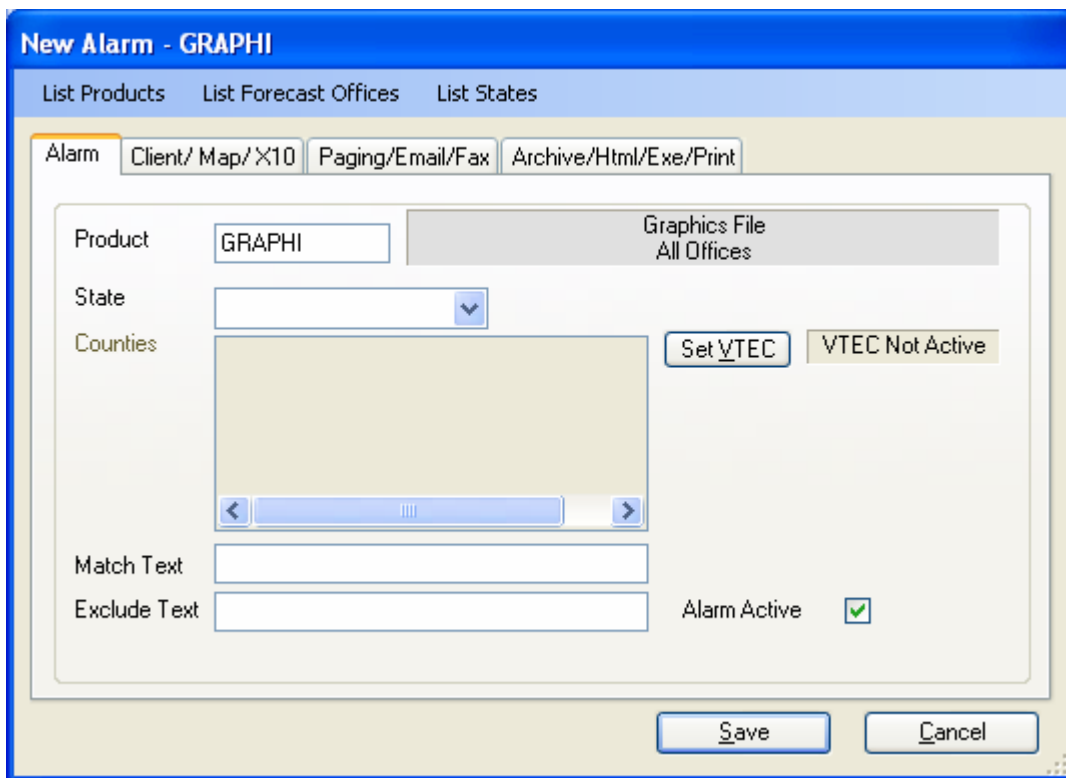 New Alarm - GRAPHI
List Products List Forecast Offices List States
Alarm Client/ Map/ X10 Paging/Email/Fax Archive/Html/Exe/Print
Product GRAPHI Graphics File
All Offices
State
Counties Set VTEC VTEC Not Active
Match Text
Exclude Text Alarm Active
Save Cancel